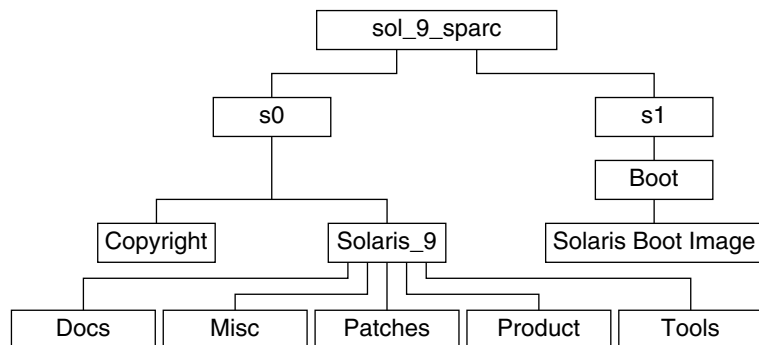 sol_9_sparc
s0
s1
Boot
Copyright
Solaris_9
Solaris Boot Image
Docs
Misc
Patches
Product
Tools